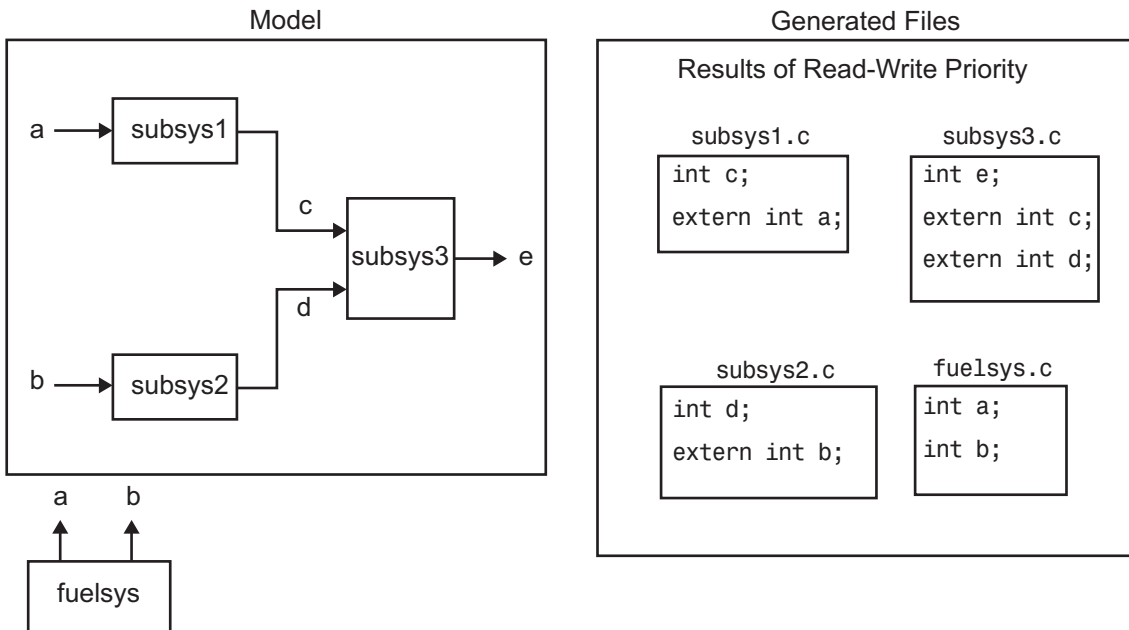 Model
a
subsys1
c
subsys3
e
d
b
subsys2
a b
fuelsys
Generated Files
Results of Read-Write Priority
subsys1.c
int c;
extern int a;
subsys3.c
int e;
extern int c;
extern int d;
subsys2.c
int d;
extern int b;
fuelsys.c
int a;
int b;